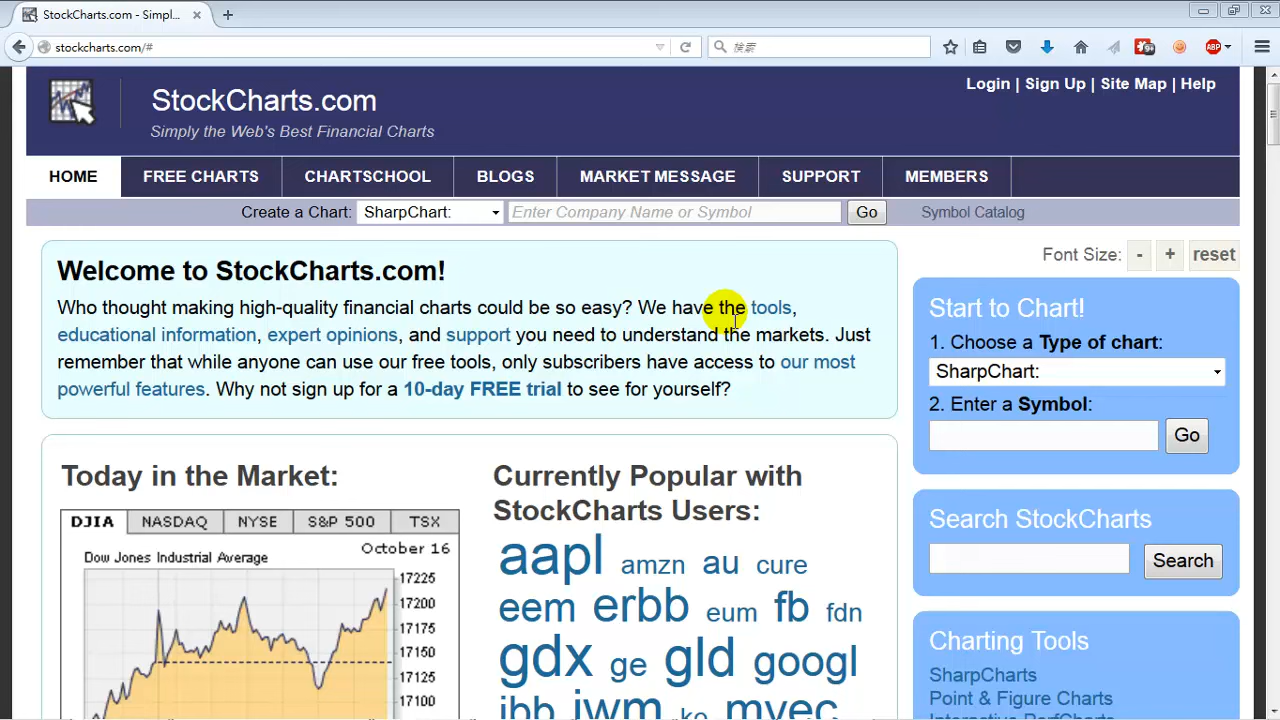 StockCharts.com - Simpl...
stockcharts.com/#
搜索
ABP
Login | Sign Up | Site Map | Help
StockCharts.com
Simply the Web's Best Financial Charts
HOME FREE CHARTS CHARTSCHOOL BLOGS MARKET MESSAGE SUPPORT MEMBERS
Create a Chart: SharpChart: Enter Company Name or Symbol Go Symbol Catalog
Font Size: - + reset
Welcome to StockCharts.com!
Who thought making high-quality financial charts could be so easy? We have the tools,
educational information, expert opinions, and support you need to understand the markets. Just
remember that while anyone can use our free tools, only subscribers have access to our most
powerful features. Why not sign up for a 10-day FREE trial to see for yourself?
Start to Chart!
1. Choose a Type of chart:
SharpChart:
2. Enter a Symbol:
Go
Today in the Market:
DJIA NASDAQ NYSE S&P 500 TSX
October 16
Dow Jones Industrial Average
17225
17200
17175
17150
17125
17100
Currently Popular with
StockCharts Users:
aapl amzn au cure
eem erbb eum fb fdn
gdx ge gld googl
ibb iwm ko
Search StockCharts
Search
Charting Tools
SharpCharts
Point & Figure Charts
Interactive PerfCharts